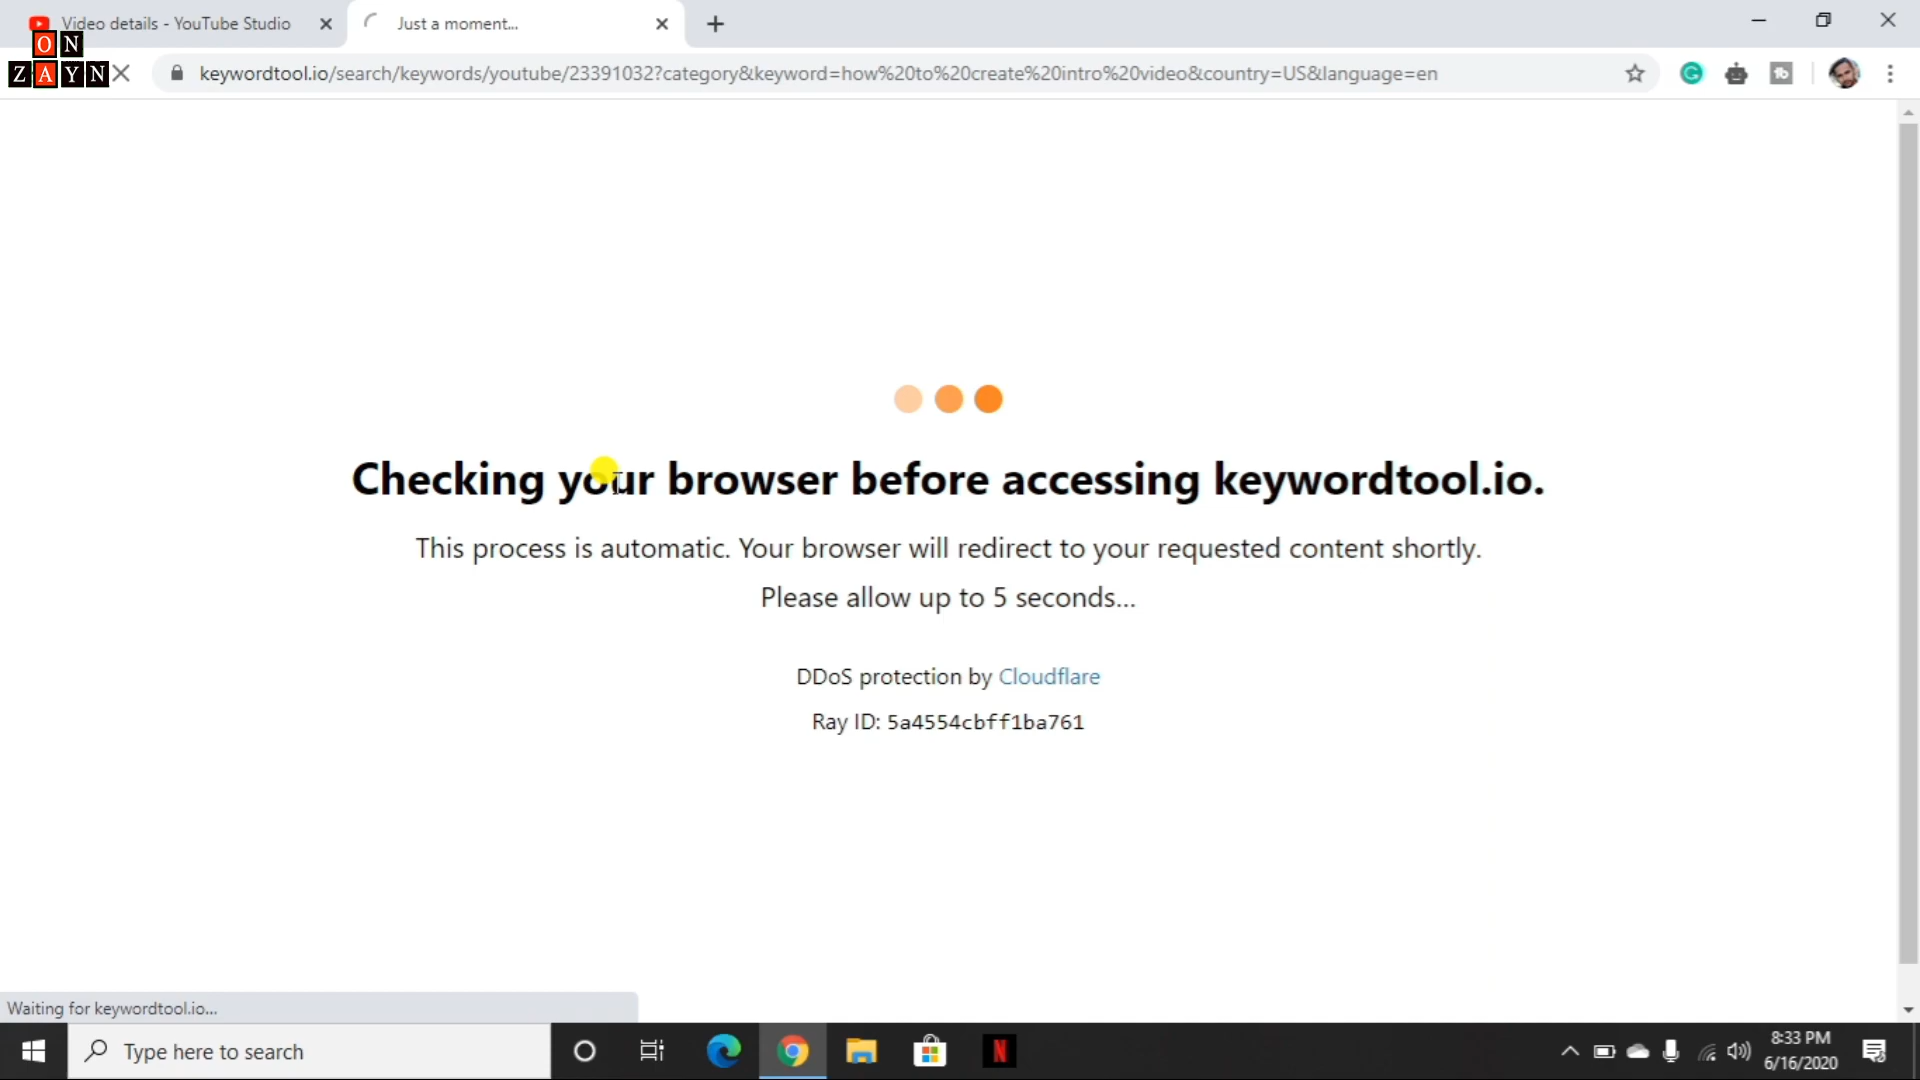 Video details - YouTube Studio
Just a moment...
ON
ZAYN
keywordtool.io/search/keywords/youtube/23391032?category&keyword=how%20to%20create%20intro%20video&country=US&language=en
Checking your browser before accessing keywordtool.io.
This process is automatic. Your browser will redirect to your requested content shortly.
Please allow up to 5 seconds...
DDoS protection by Cloudflare
Ray ID: 5a4554cbff1ba761
Waiting for keywordtool.io...
Type here to search
8:33 PM
6/16/2020